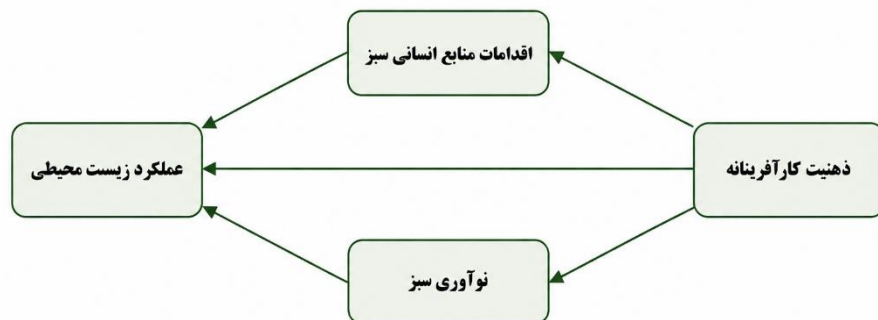 اقدامات منابع انسانی سبز
ذهنیت کارآفرینانه
عملکرد زیست محیطی
نوآوری سبز